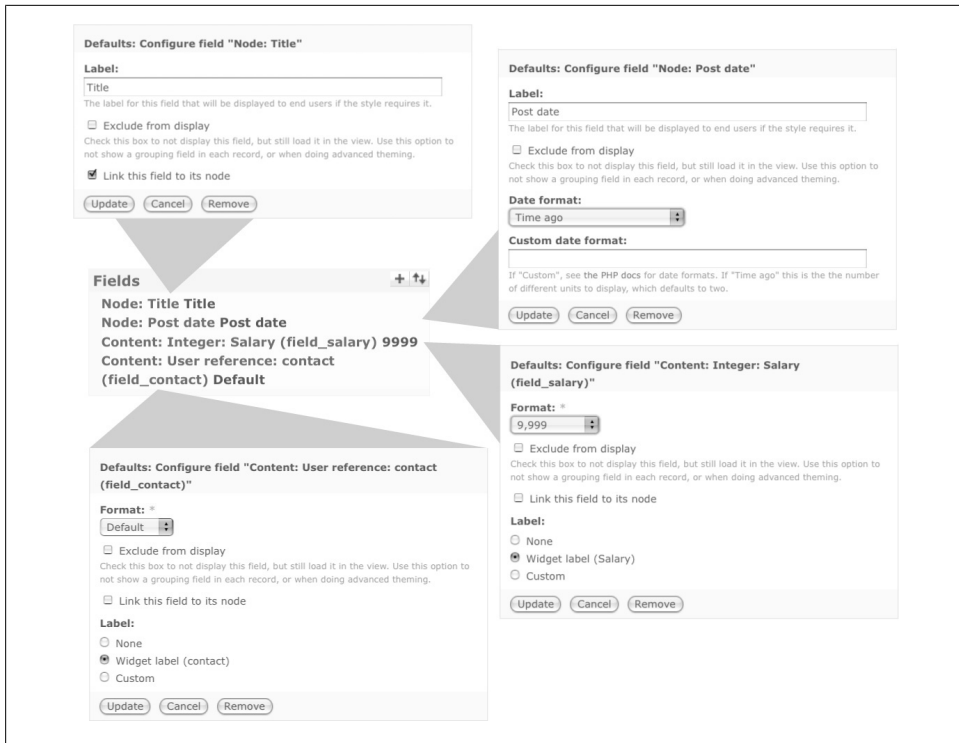 Defaults: Configure field "Node: Title"
Label:
Title
The label for this field that will be displayed to end users if the style requires it.
Exclude from display
Check this box to not display this field, but still load it in the view. Use this option to
not show a grouping field in each record, or when doing advanced theming.
Link this field to its node
Update Cancel Remove
Defaults: Configure field "Node: Post date"
Label:
Post date
The label for this field that will be displayed to end users if the style requires it.
Exclude from display
Check this box to not display this field, but still load it in the view. Use this option to
not show a grouping field in each record, or when doing advanced theming.
Date format:
Time ago
Custom date format:
If "Custom", see the PHP docs for date formats. If "Time ago" this is the the number
of different units to display, which defaults to two.
Update Cancel Remove
Fields
Node: Title Title
Node: Post date Post date
Content: Integer: Salary (field_salary) 9999
Content: User reference: contact
(field_contact) Default
Defaults: Configure field "Content: Integer: Salary
(field_salary)"
Format: *
9,999
Exclude from display
Check this box to not display this field, but still load it in the view. Use this option to
not show a grouping field in each record, or when doing advanced theming.
Link this field to its node
Label:
None
Widget label (Salary)
Custom
Update Cancel Remove
Defaults: Configure field "Content: User reference: contact
(field_contact)"
Format: *
Default
Exclude from display
Check this box to not display this field, but still load it in the view. Use this option to
not show a grouping field in each record, or when doing advanced theming.
Link this field to its node
Label:
None
Widget label (contact)
Custom
Update Cancel Remove